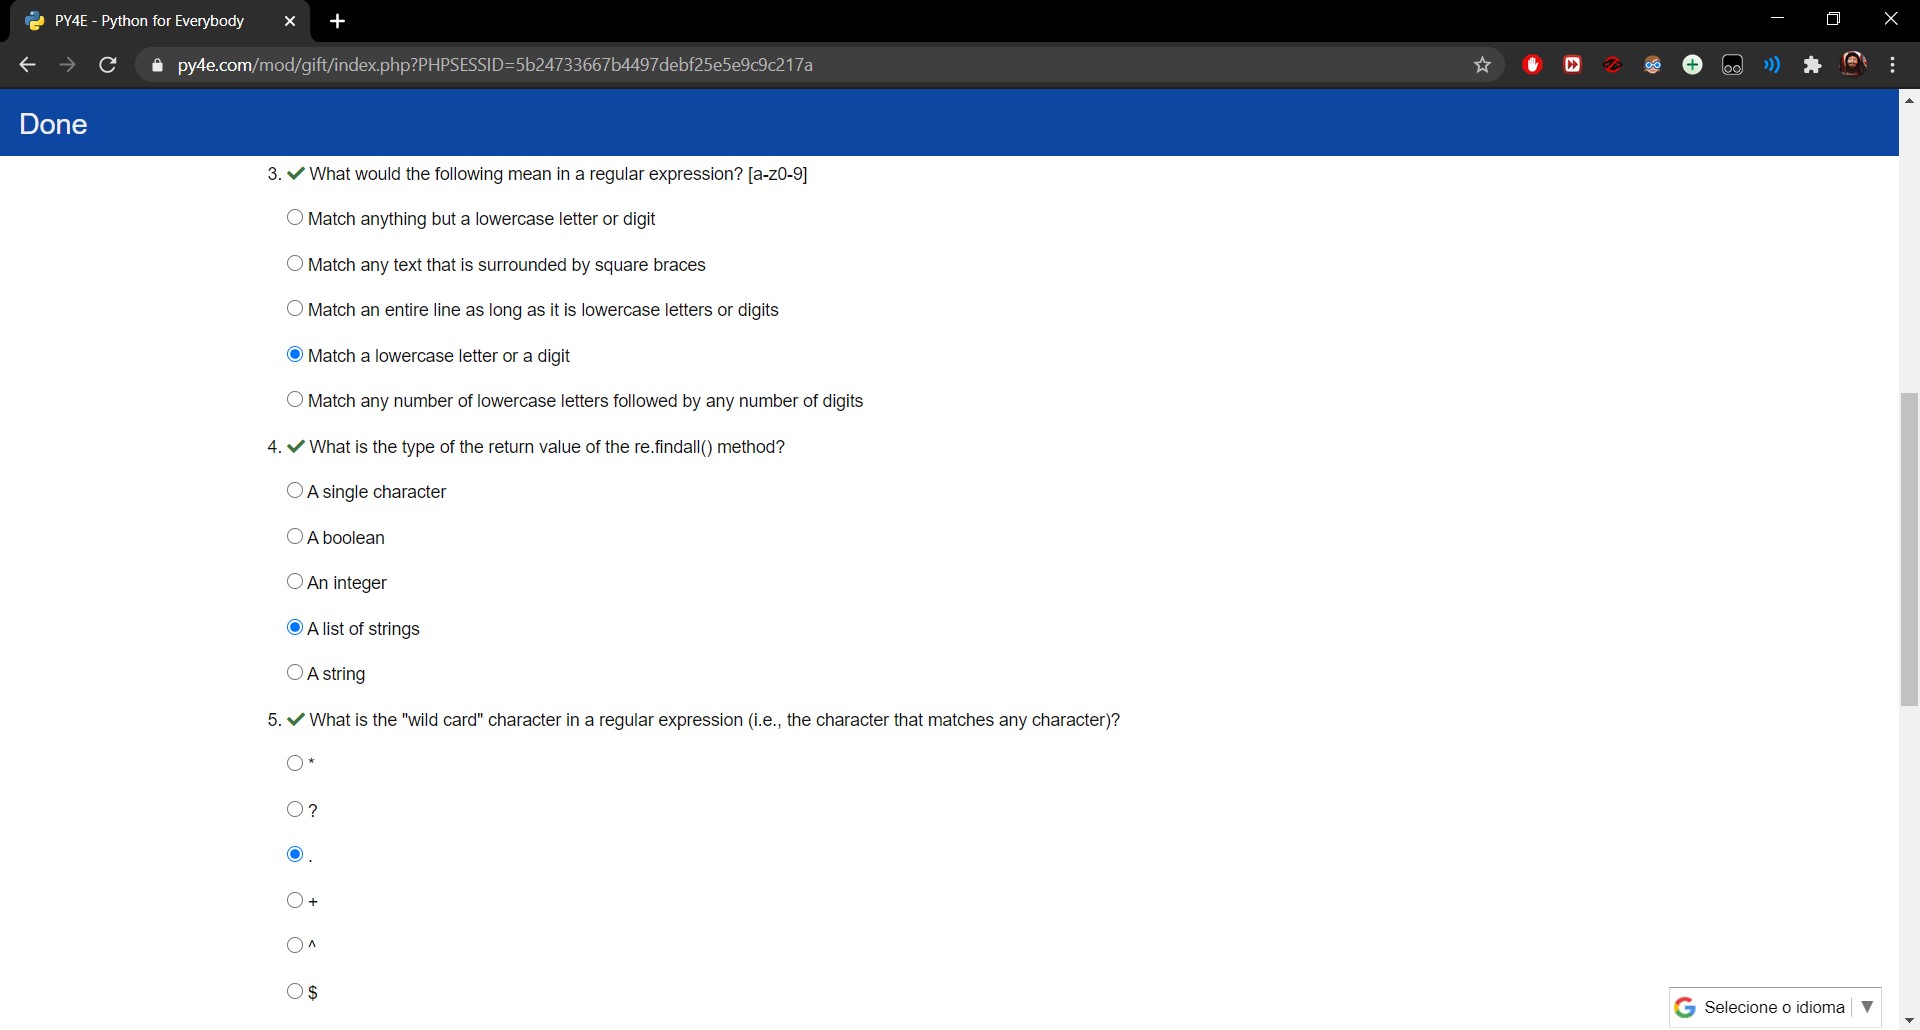 PY4E - Python for Everybody
py4e.com/mod/gift/index.php?PHPSESSID=5b24733667b4497debf25e5e9c9c217a
Done
3. What would the following mean in a regular expression? [a-z0-9]
Match anything but a lowercase letter or digit
Match any text that is surrounded by square braces
Match an entire line as long as it is lowercase letters or digits
Match a lowercase letter or a digit
Match any number of lowercase letters followed by any number of digits
4. What is the type of the return value of the re.findall() method?
A single character
A boolean
An integer
A list of strings
A string
5. What is the "wild card" character in a regular expression (i.e., the character that matches any character)?
*
?
.
+
^
$
Selecione o idioma